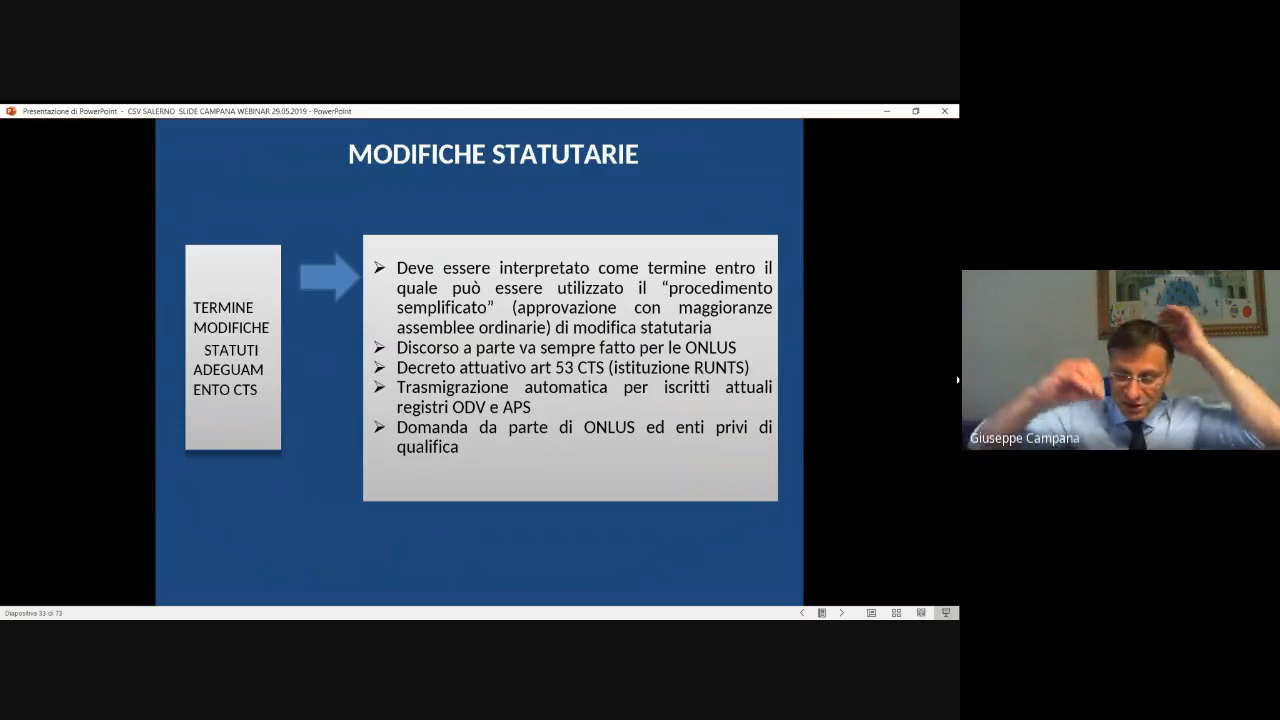 Presentazione di PowerPoint - CSV SALERNO SLIDE CAMPANA WEBINAR 29.05.2019 - PowerPoint
MODIFICHE STATUTARIE
TERMINE
MODIFICHE
STATUTI
ADEGUAM
ENTO CTS
➢ Deve essere interpretato come termine entro il
quale può essere utilizzato il “procedimento
semplificato” (approvazione con maggioranze
assemblee ordinarie) di modifica statutaria
➢ Discorso a parte va sempre fatto per le ONLUS
➢ Decreto attuativo art 53 CTS (istituzione RUNTS)
➢ Trasmigrazione automatica per iscritti attuali
registri ODV e APS
➢ Domanda da parte di ONLUS ed enti privi di
qualifica
Giuseppe Campana
Diapositiva 33 di 73